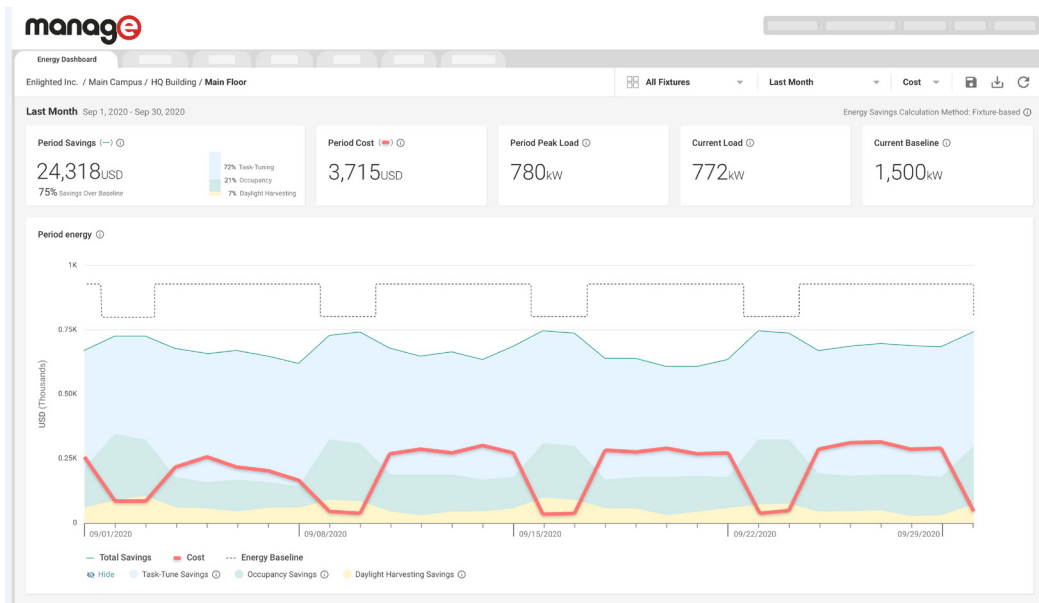 manage
Energy Dashboard
Enlighted Inc. / Main Campus / HQ Building / Main Floor
All Fixtures
Last Month
Cost
Last Month Sep 1, 2020 - Sep 30, 2020
Energy Savings Calculation Method: Fixture-based
Period Savings (—)
24,318USD
75% Savings Over Baseline
72% Task-Tuning
21% Occupancy
7% Daylight Harvesting
Period Cost
3,715USD
Period Peak Load
780kW
Current Load
772kW
Current Baseline
1,500kW
Period energy
1K
0.75K
0.50K
0.25K
0
USD (Thousands)
09/01/2020
09/08/2020
09/15/2020
09/22/2020
09/29/2020
Total Savings Cost Energy Baseline
Hide Task-Tune Savings Occupancy Savings Daylight Harvesting Savings